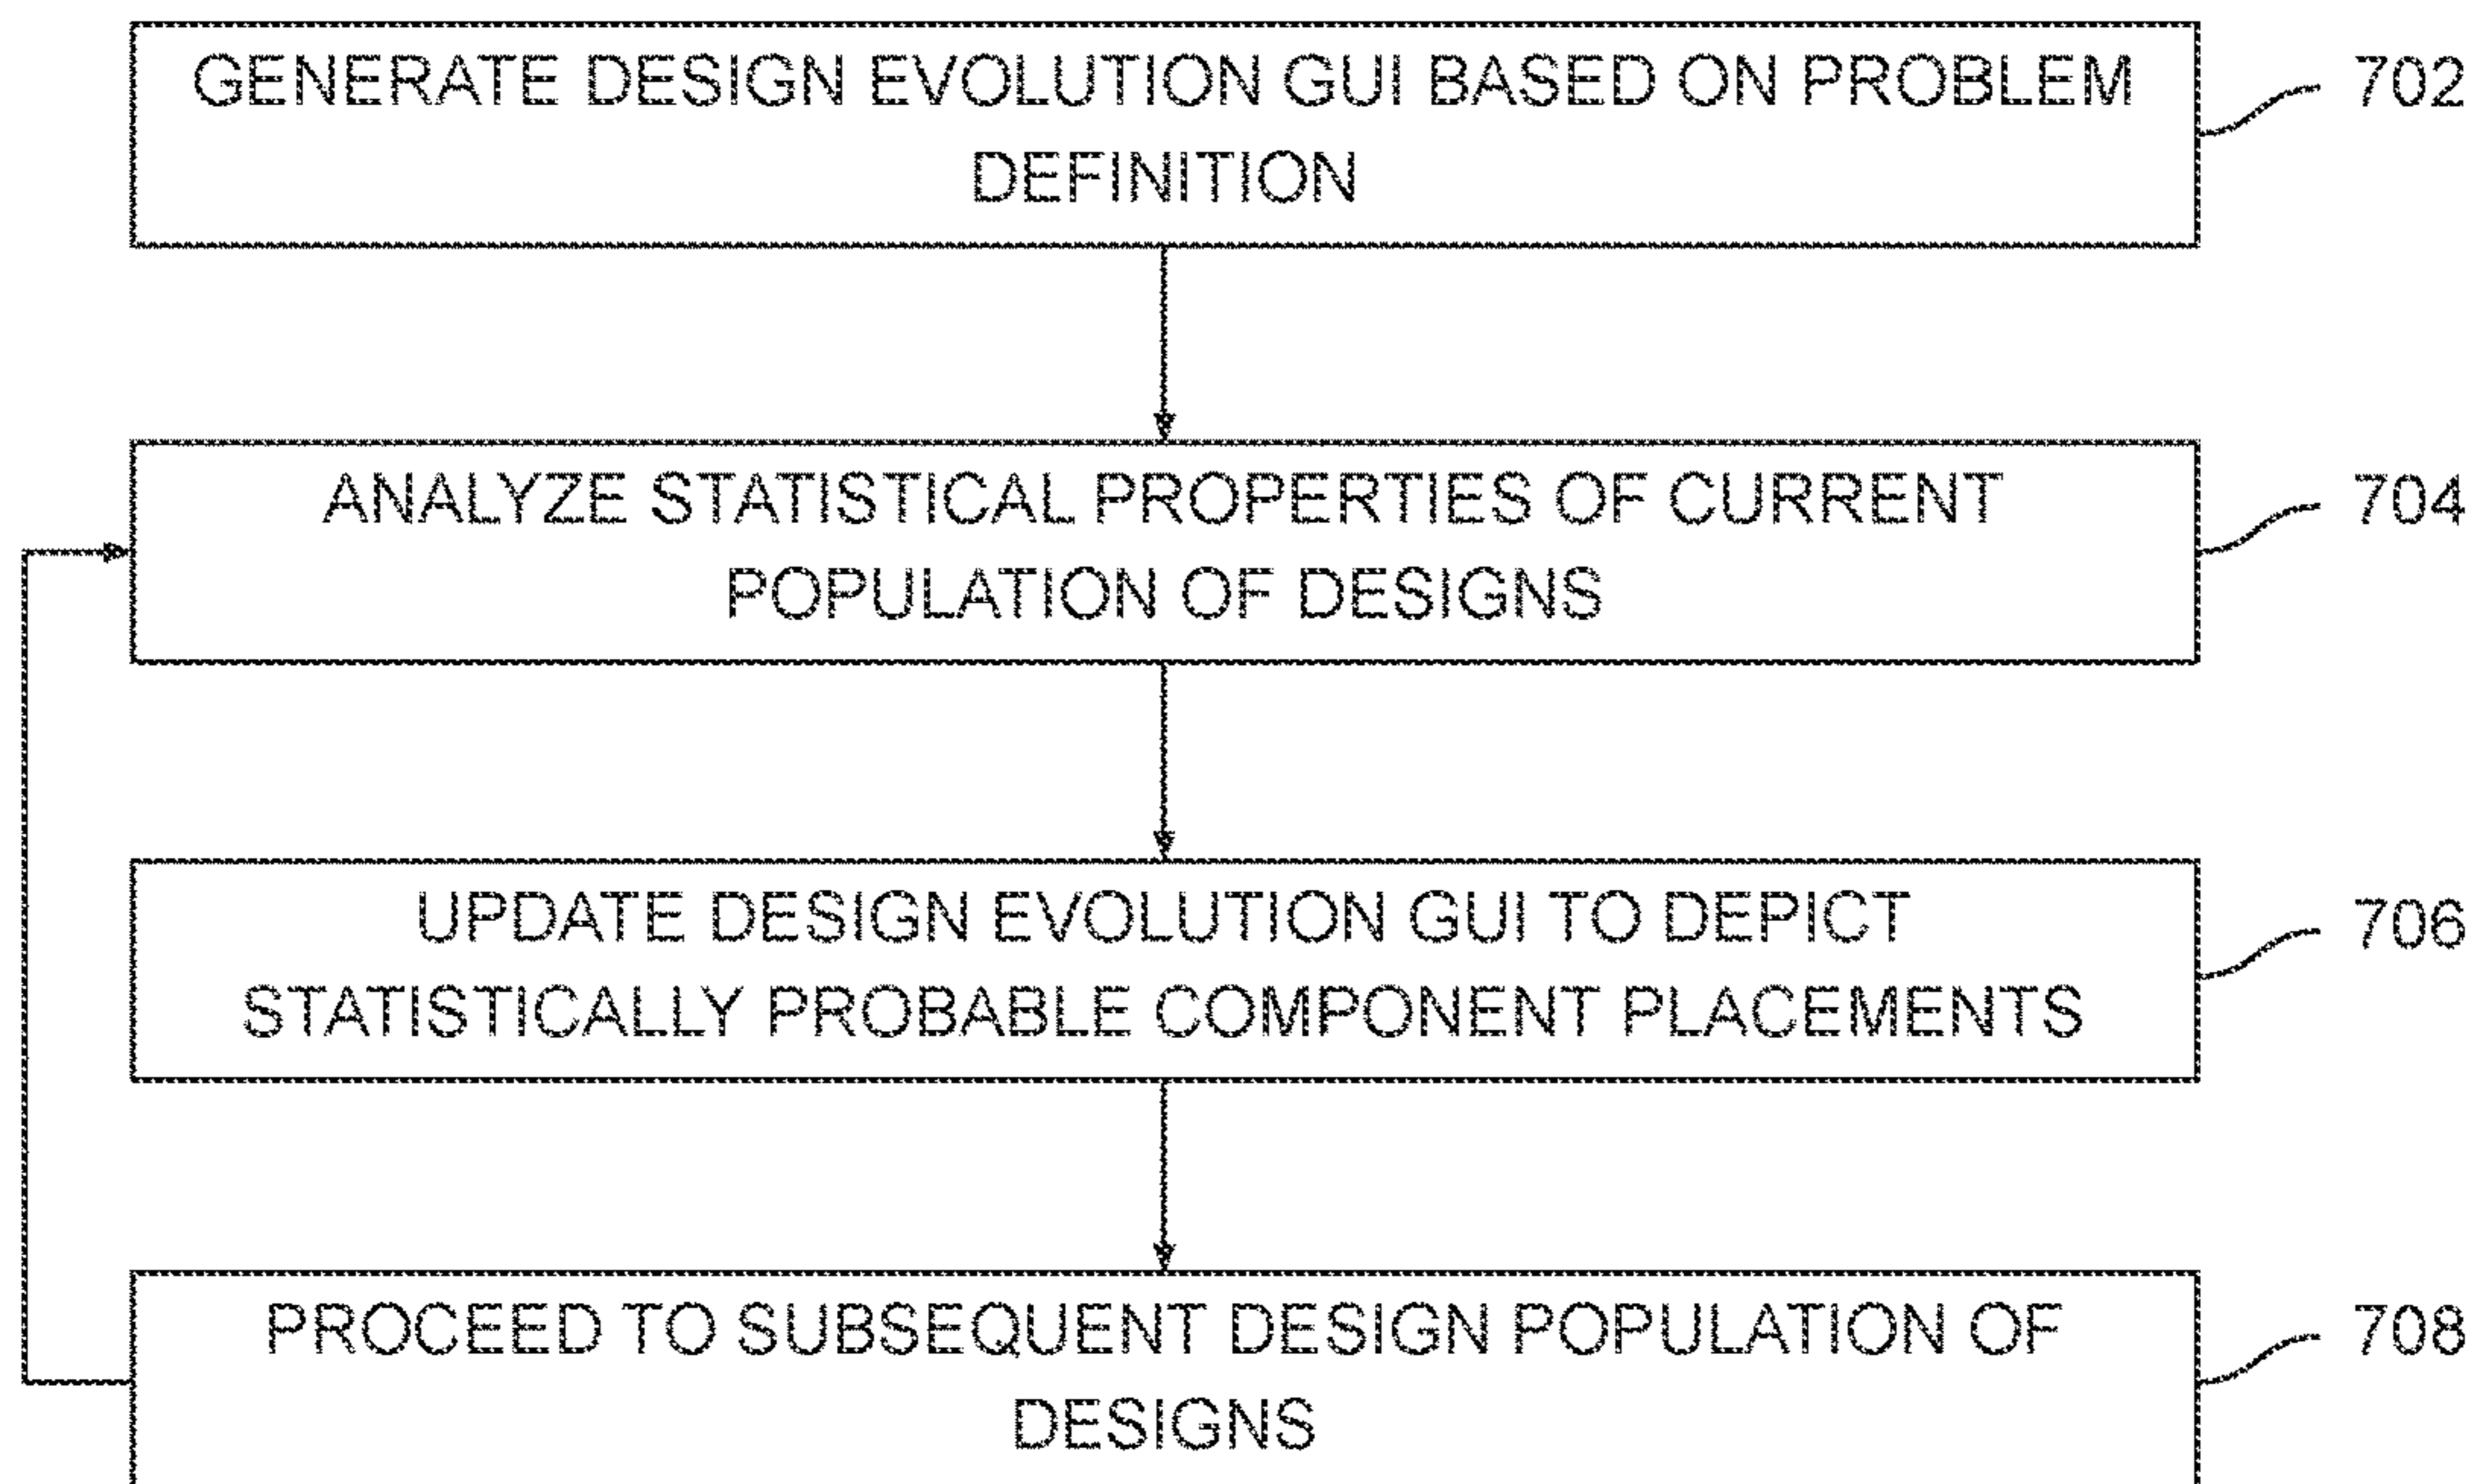 GENERATE DESIGN EVOLUTION GUI BASED ON PROBLEM
DEFINITION
702
ANALYZE STATISTICAL PROPERTIES OF CURRENT
POPULATION OF DESIGNS
704
UPDATE DESIGN EVOLUTION GUI TO DEPICT
STATISTICALLY PROBABLE COMPONENT PLACEMENTS
706
PROCEED TO SUBSEQUENT DESIGN POPULATION OF
DESIGNS
708